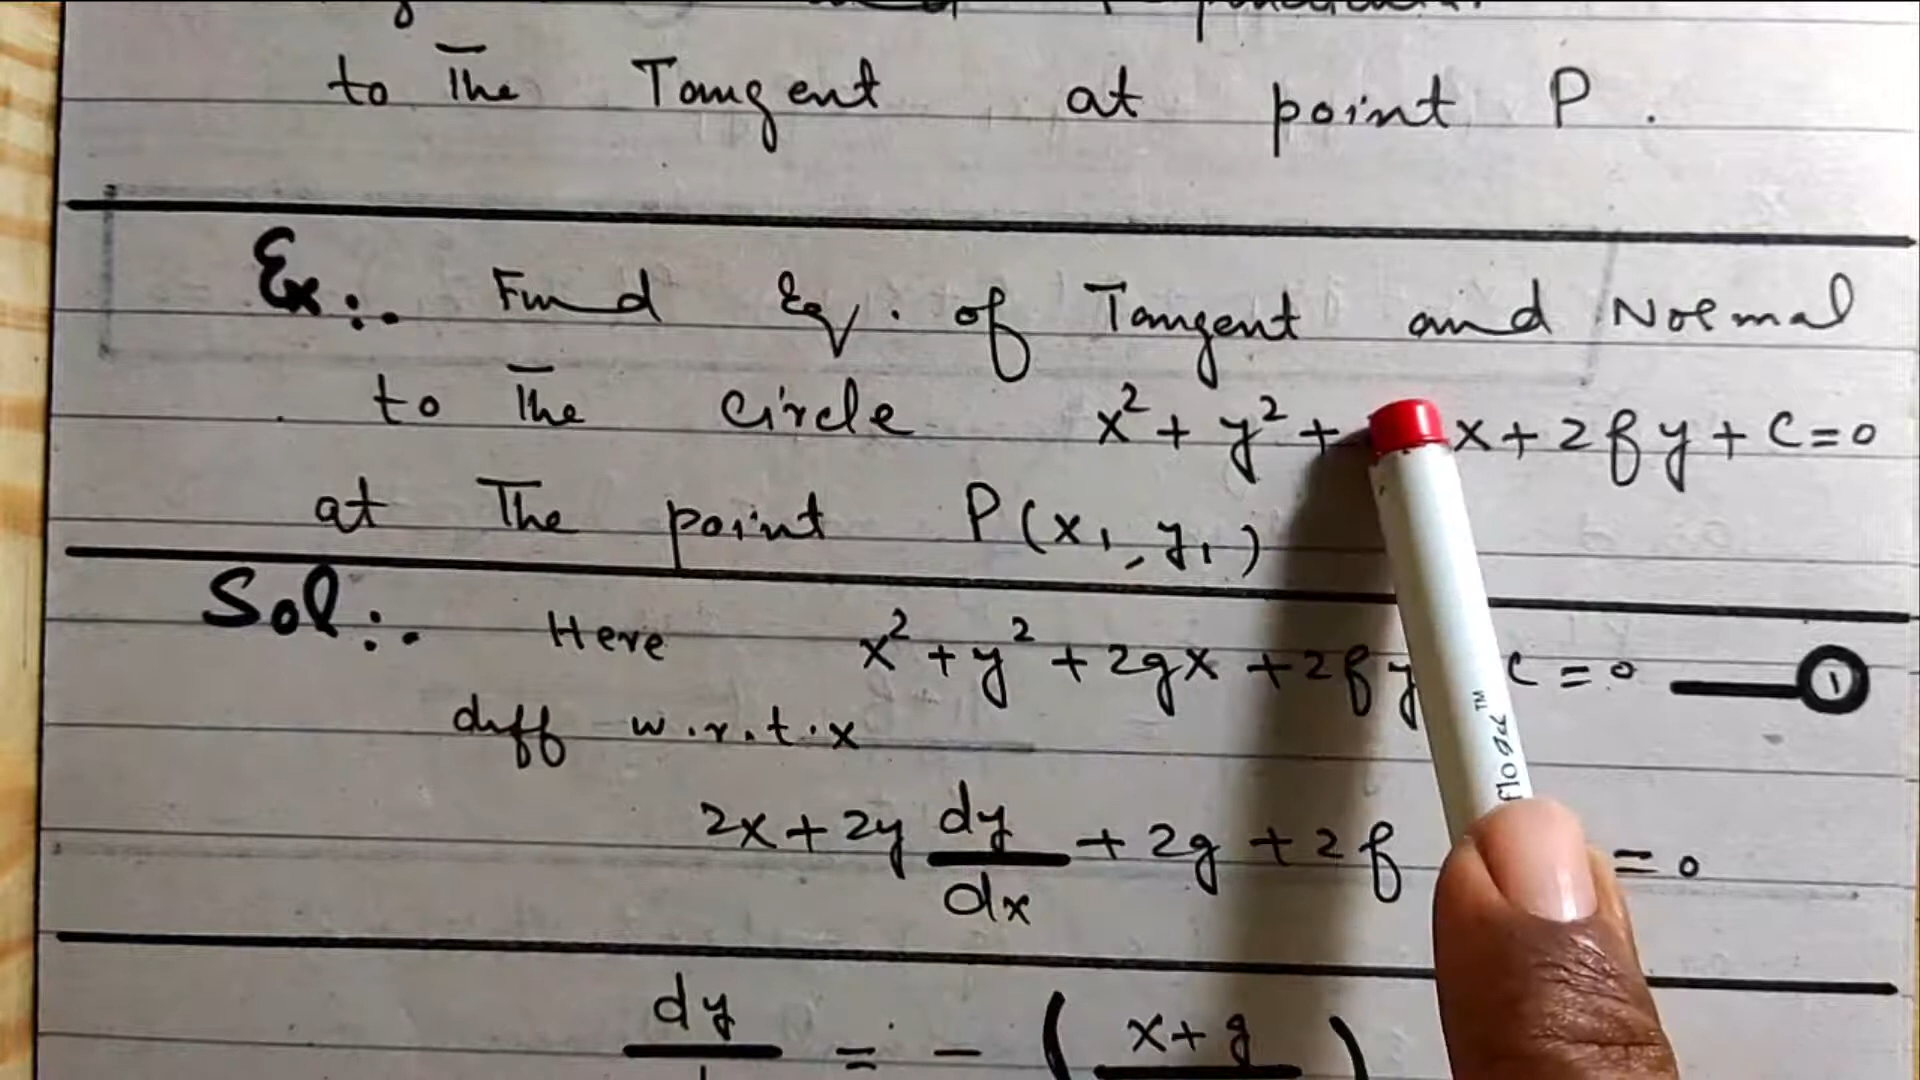 to The Tangent at point P.
Ex:- Find Eq. of Tangent and Normal
to The circle x² + y² + x + 2fy + c = 0
at The point P(x₁, y₁)
Sol:- Here x² + y² + 2gx + 2fy c = 0 — ①
diff w.r.t.x
2x + 2y dy/dx + 2g + 2f = 0
dy = - ( x + g )